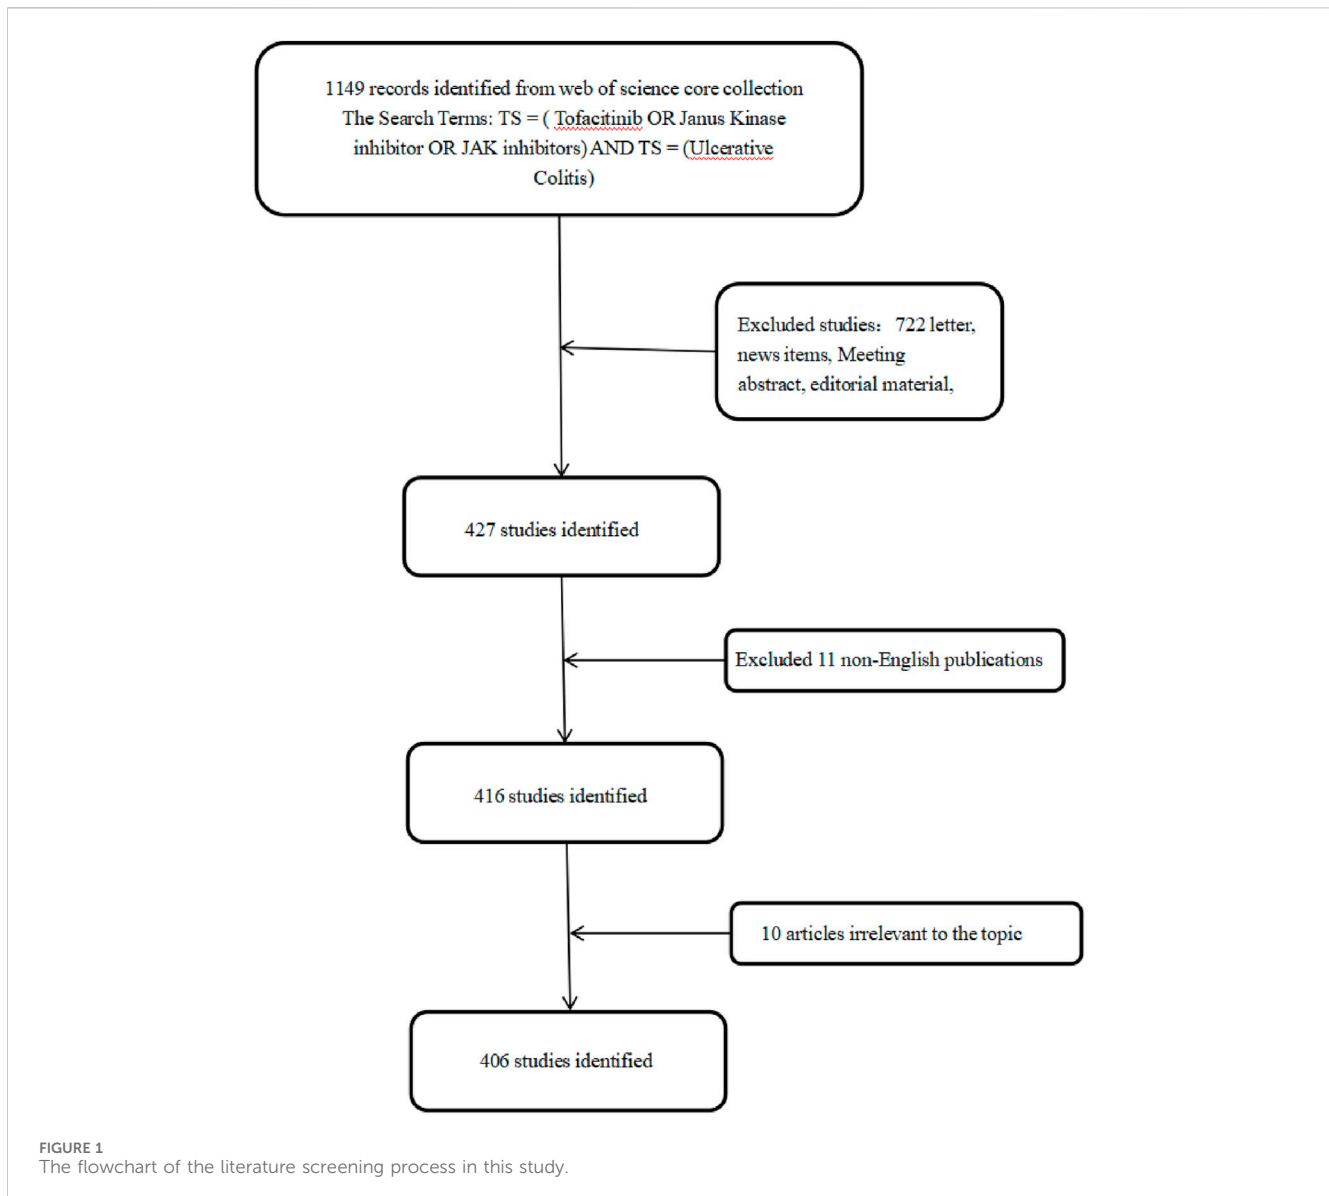 1149 records identified from web of science core collection
The Search Terms: TS = ( Tofacitinib OR Janus Kinase
inhibitor OR JAK inhibitors) AND TS = (Ulcerative
Colitis)
Excluded studies: 722 letter,
news items, Meeting
abstract, editorial material,
427 studies identified
Excluded 11 non-English publications
416 studies identified
10 articles irrelevant to the topic
406 studies identified
FIGURE 1
The flowchart of the literature screening process in this study.